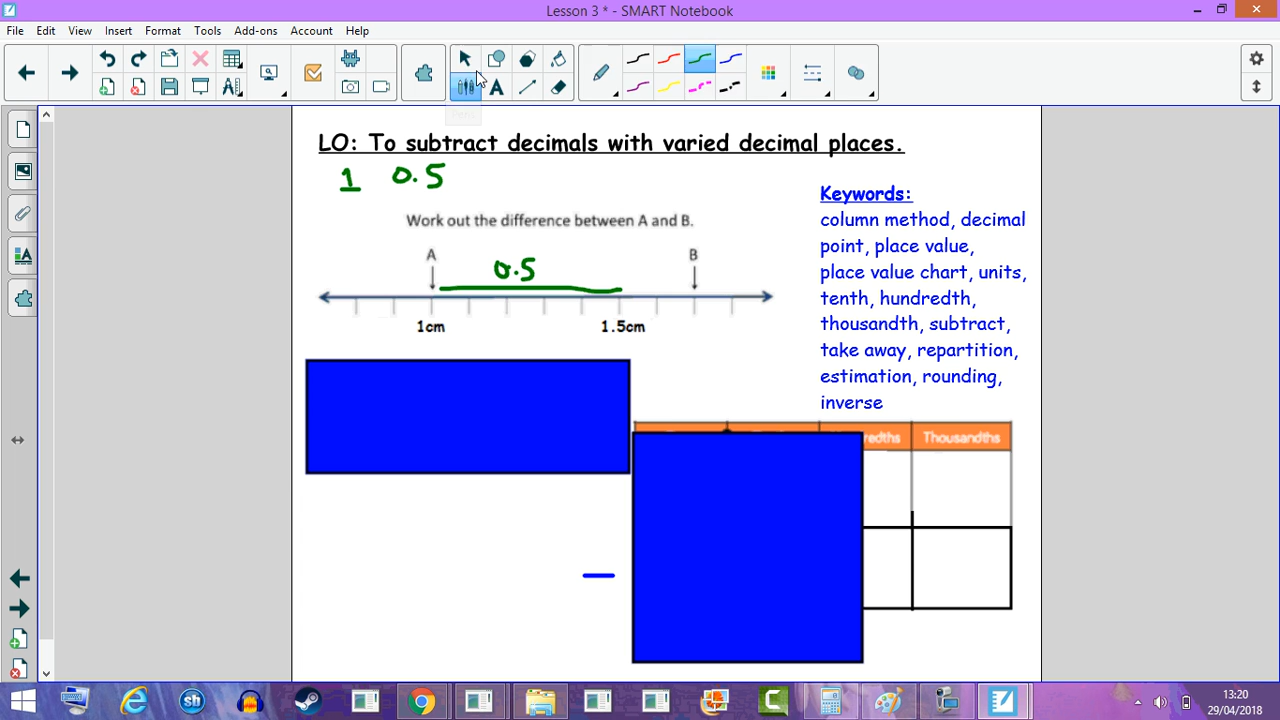 Lesson 3 * - SMART Notebook
File Edit View Insert Format Tools Add-ons Account Help
LO: To subtract decimals with varied decimal places.
1 0.5
Work out the difference between A and B.
A B
0.5
1cm 1.5cm
Keywords:
column method, decimal
point, place value,
place value chart, units,
tenth, hundredth,
thousandth, subtract,
take away, repartition,
estimation, rounding,
inverse
redths Thousandths
–
13:20
29/04/2018